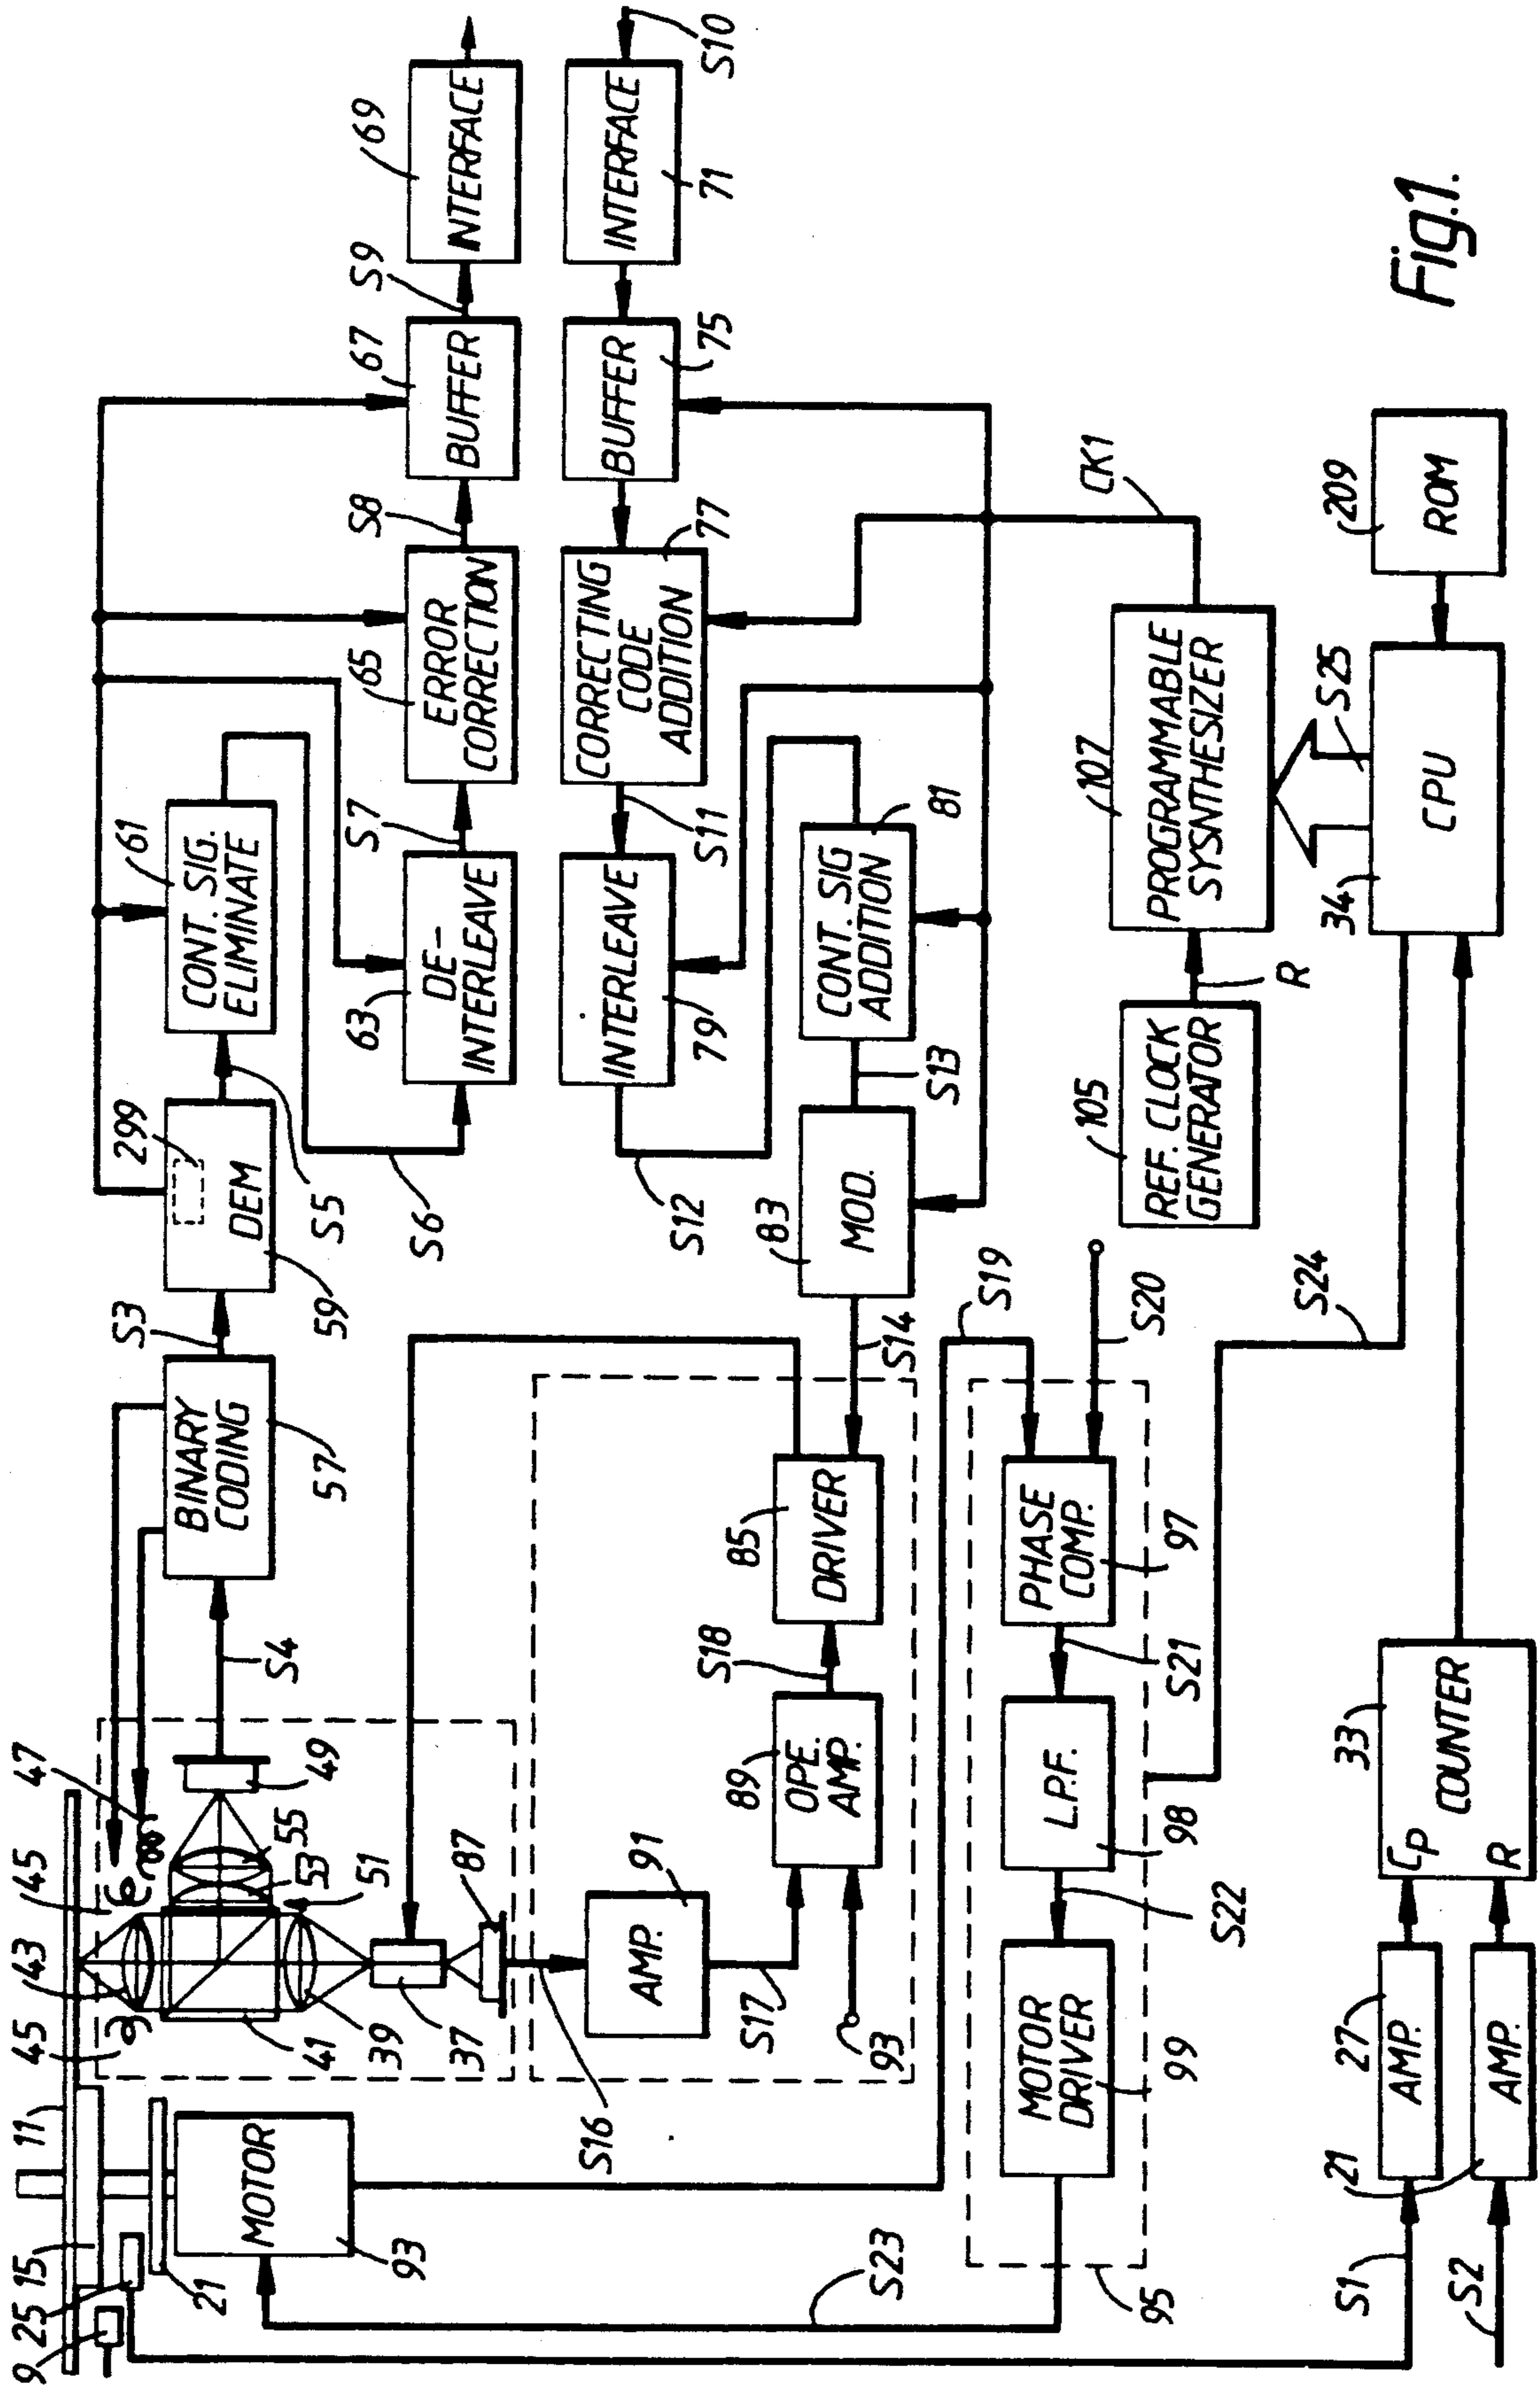 9
25
15
11
45
43
45
47
21
MOTOR
93
41
39
37
87
51
53
55
49
S4
BINARY
CODING
57
S3
299
DEM
59
S5
61
CONT. SIG.
ELIMINATE
S6
63
DE-
INTERLEAVE
S7
65
ERROR
CORRECTION
S8
67
BUFFER
S9
69
INTERFACE
S10
INTERFACE
71
BUFFER
75
CORRECTING
CODE
ADDITION
77
S11
INTERLEAVE
79
S12
CONT. SIG
ADDITION
81
S13
83
MOD.
S14
85
DRIVER
S18
89
OPE.
AMP.
91
AMP.
S16
S17
93
S19
S20
PHASE
COMP.
97
S21
L.P.F.
98
S22
MOTOR
DRIVER
99
S23
95
S24
CK1
107
PROGRAMMABLE
SYSNTHESIZER
R
105
REF. CLOCK
GENERATOR
S25
209
ROM
34
CPU
33
COUNTER
CP
R
27
AMP.
21
AMP.
S1
S2
Fig.1.